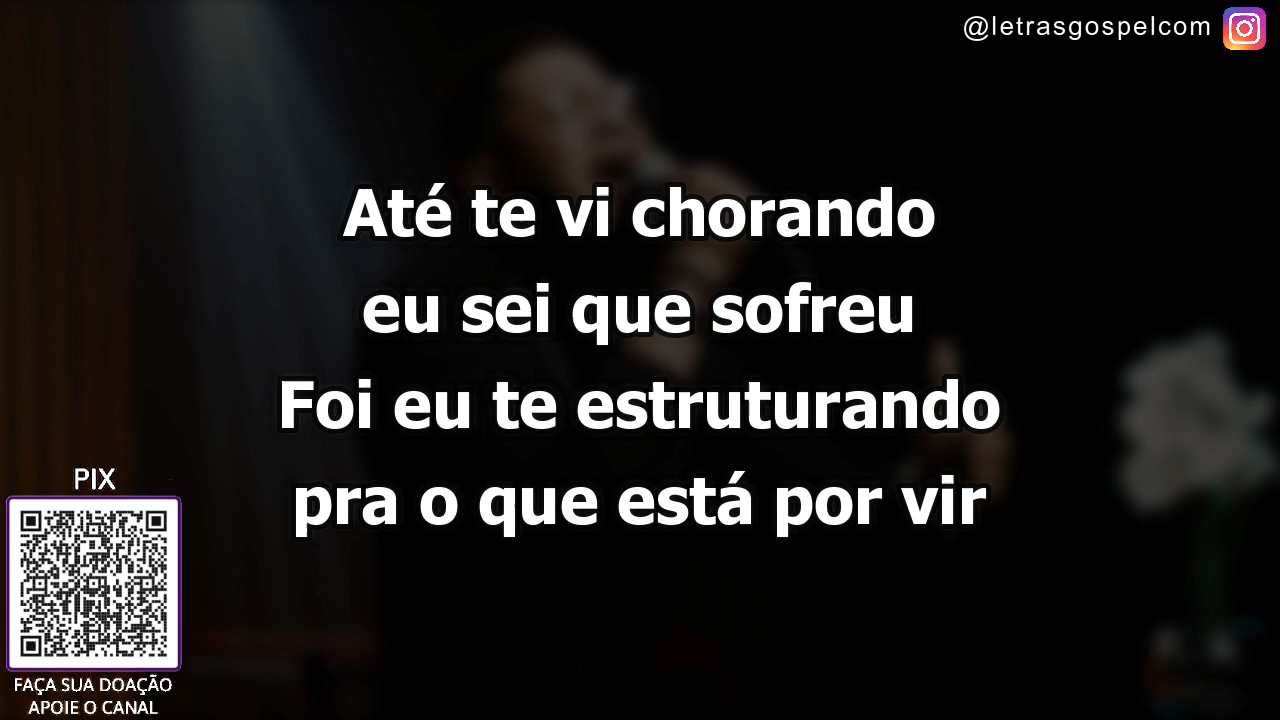 @letrasgospelcom
Até te vi chorando
eu sei que sofreu
Foi eu te estruturando
pra o que está por vir
PIX
FAÇA SUA DOAÇÃO
APOIE O CANAL